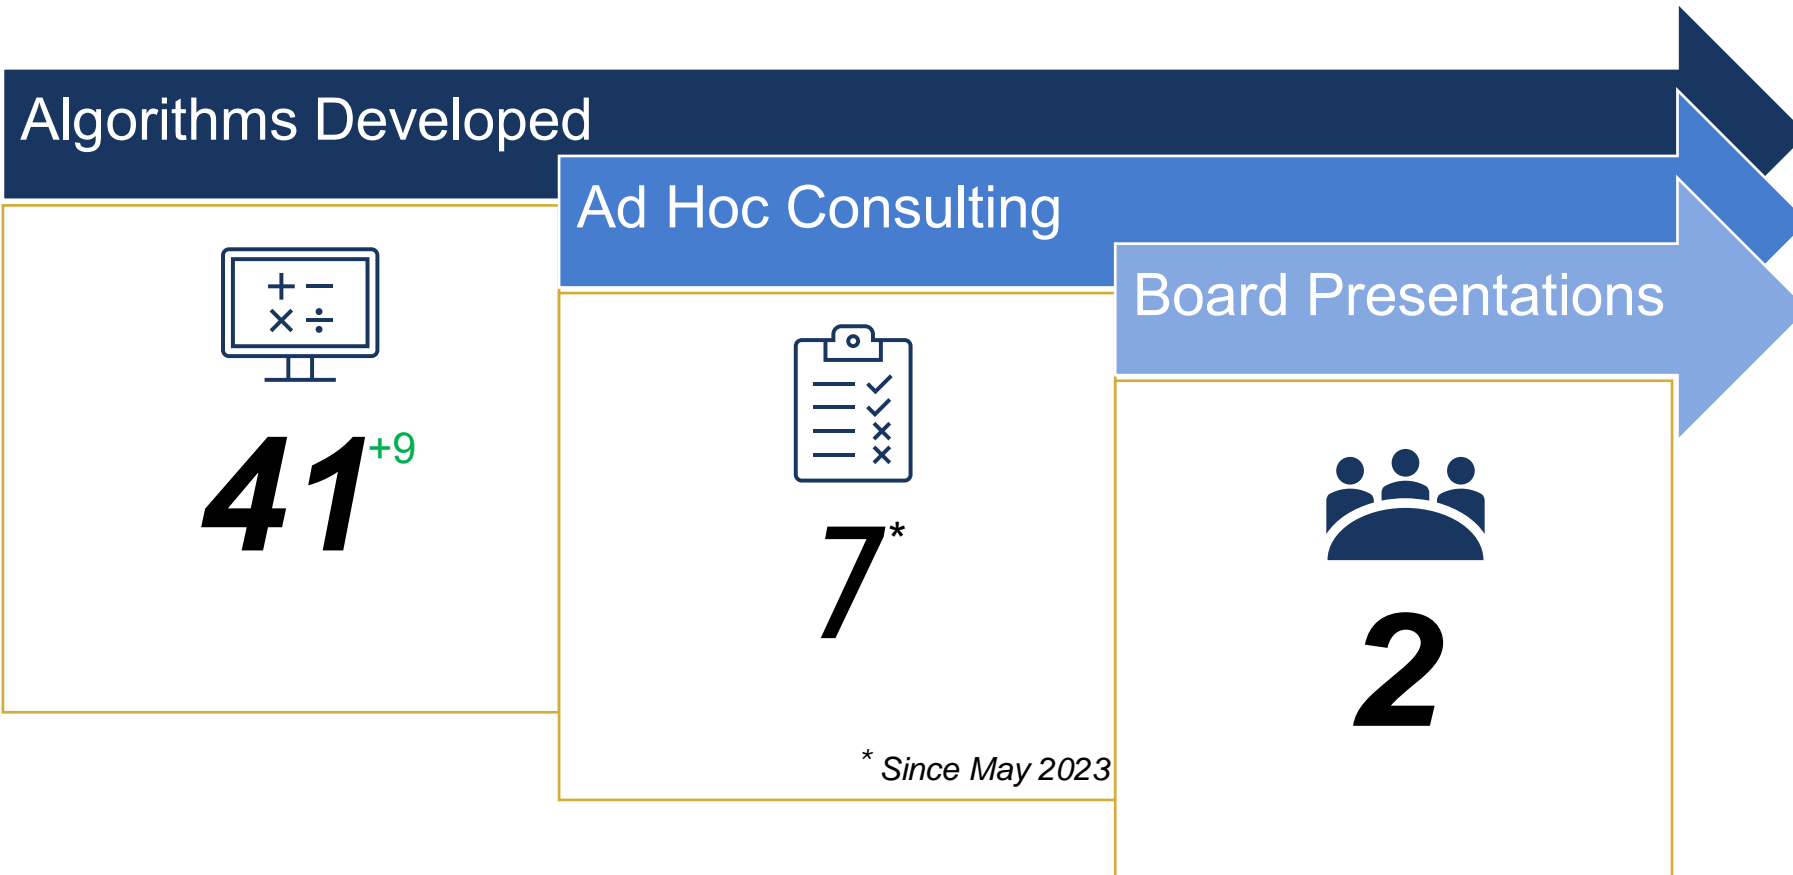 Algorithms Developed
41+9
Ad Hoc Consulting
7*
* Since May 2023
Board Presentations
2